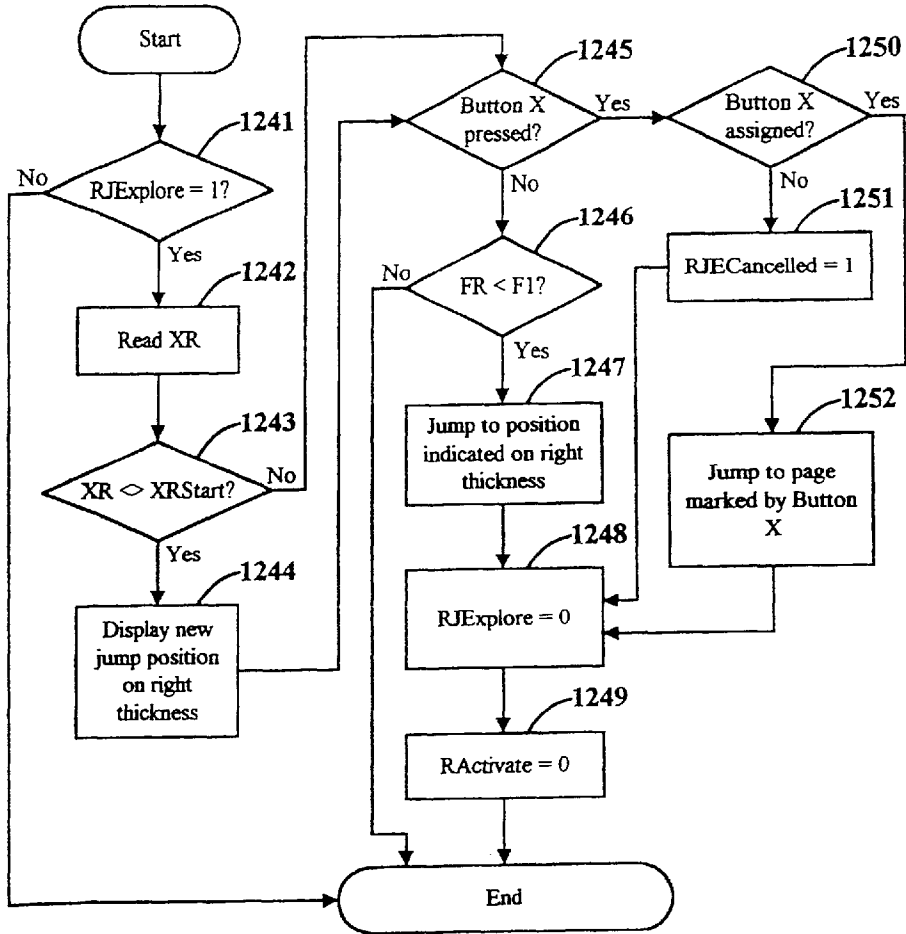 Start
1241
RJExplore = 1?
No
Yes
1242
Read XR
1243
XR <> XRStart?
No
Yes
1244
Display new
jump position
on right
thickness
1245
Button X
pressed?
Yes
No
1246
FR < F1?
No
Yes
1247
Jump to position
indicated on right
thickness
1248
RJExplore = 0
1249
RActivate = 0
1250
Button X
assigned?
Yes
No
1251
RJECancelled = 1
1252
Jump to page
marked by Button
X
End